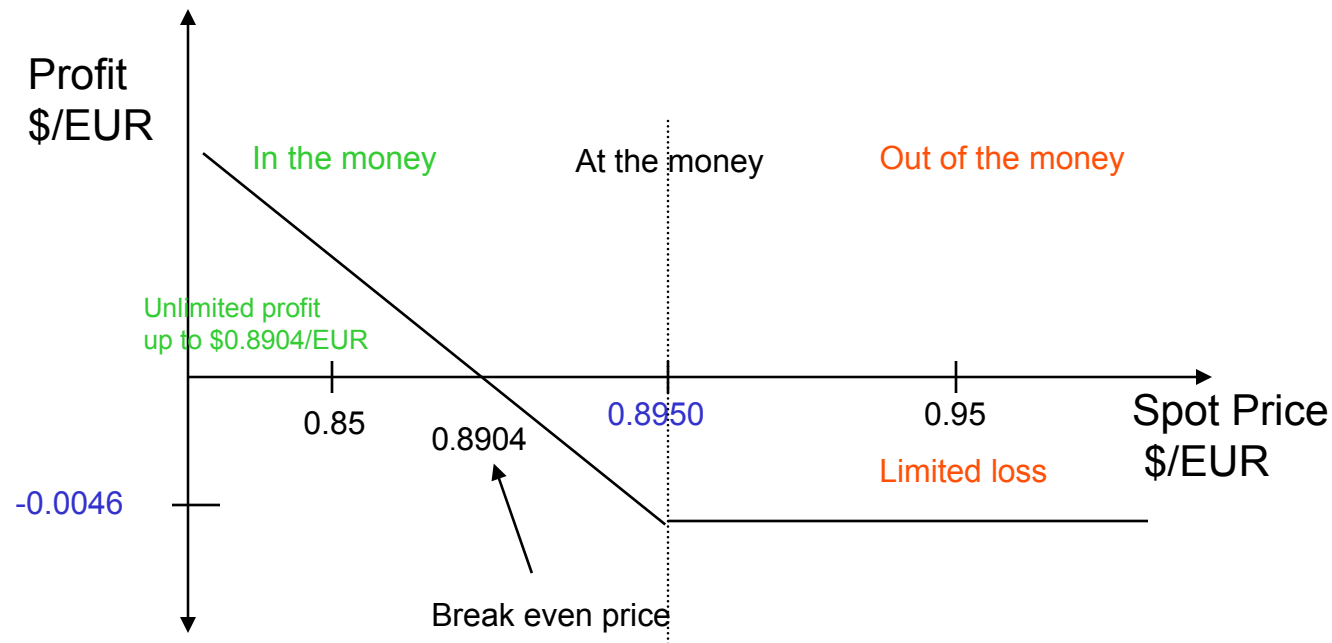 Profit
$/EUR
In the money
At the money
Out of the money
Unlimited profit
up to $0.8904/EUR
0.85
0.8904
0.8950
0.95
Spot Price
$/EUR
Limited loss
-0.0046
Break even price